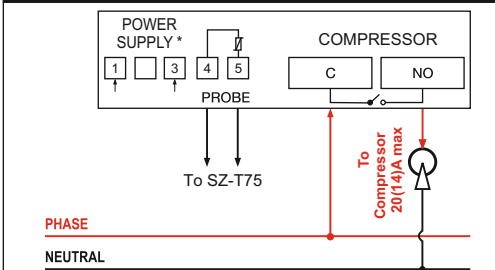 POWER
SUPPLY *
COMPRESSOR
1
3
4
5
C
NO
PROBE
To SZ-T75
To
Compressor
20(14)A max
PHASE
NEUTRAL